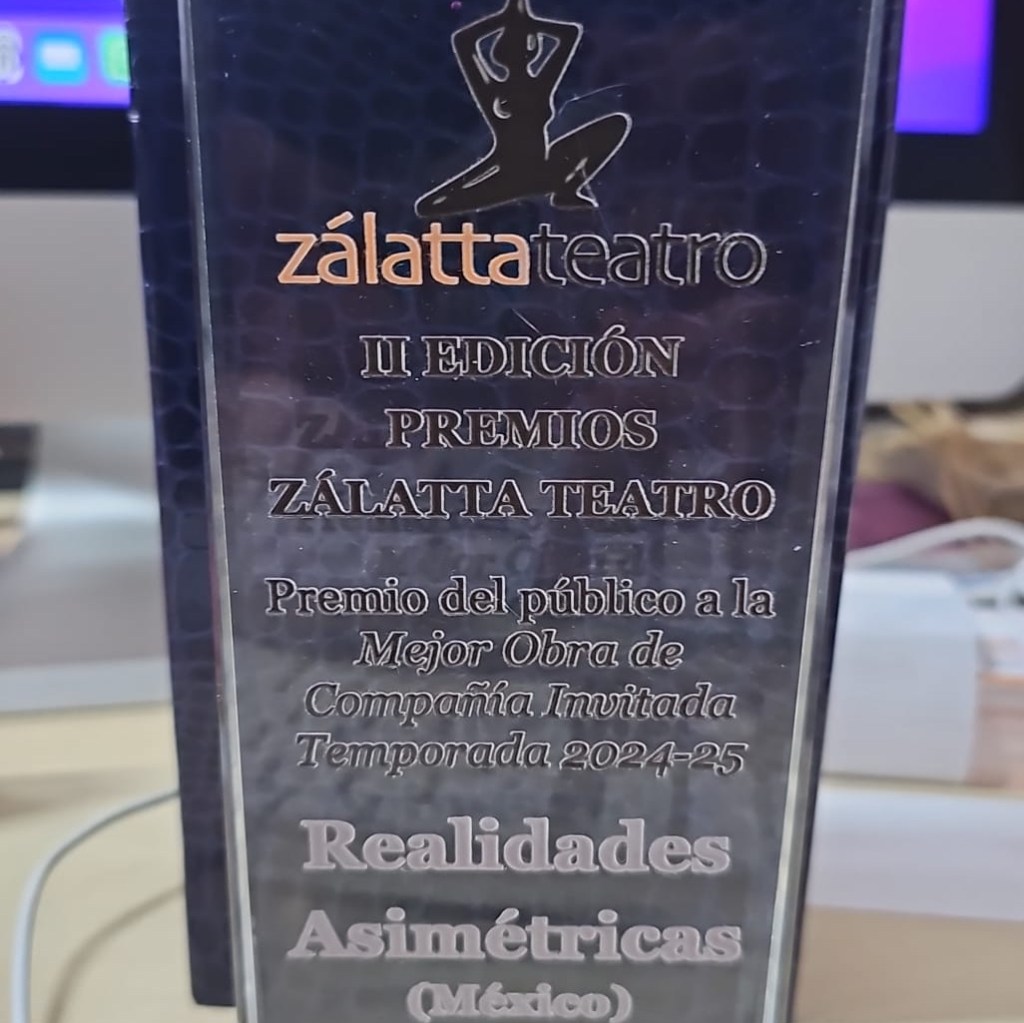 zálattateatro
II EDICIÓN
PREMIOS
ZÁLATTA TEATRO
Premio del público a la
Mejor Obra de
Compañía Invitada
Temporada 2024-25
Realidades
Asimétricas
(México)